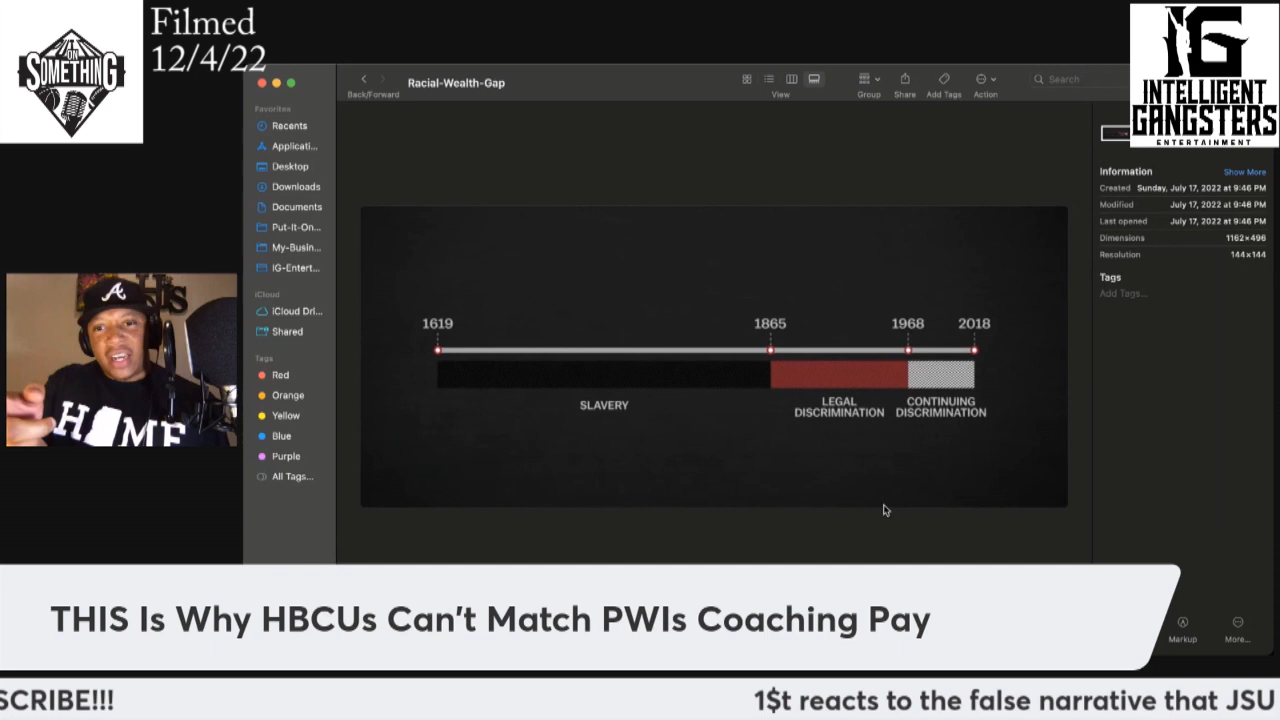 ON
SOMETHING
Filmed
12/4/22
IG
INTELLIGENT
GANGSTERS
ENTERTAINMENT
Racial-Wealth-Gap
Back/Forward
View
Group
Share
Add Tags
Action
Search
Favorites
Recents
Applicati...
Desktop
Downloads
Documents
Put-It-On...
My-Busin...
IG-Entert...
iCloud
iCloud Dri...
Shared
Tags
Red
Orange
Yellow
Blue
Purple
All Tags...
1619
1865
1968
2018
SLAVERY
LEGAL
DISCRIMINATION
CONTINUING
DISCRIMINATION
Information
Show More
Created Sunday, July 17, 2022 at 9:46 PM
Modified July 17, 2022 at 9:46 PM
Last opened July 17, 2022 at 9:46 PM
Dimensions 1162×496
Resolution 144×144
Tags
Add Tags...
A
H ME
Markup
More...
THIS Is Why HBCUs Can't Match PWIs Coaching Pay
SCRIBE!!!
1$t reacts to the false narrative that JSU